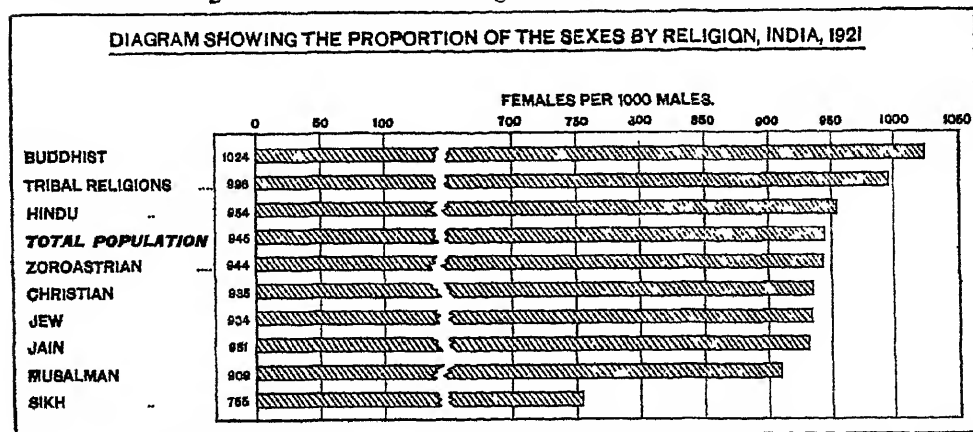 DIAGRAM SHOWING THE PROPORTION OF THE SEXES BY RELIGION, INDIA, 1921
FEMALES PER 1000 MALES.
0 50 100 700 750 800 850 900 950 1000 1050
BUDDHIST 1024
TRIBAL RELIGIONS .... 996
HINDU .. 954
TOTAL POPULATION 945
ZOROASTRIAN .... 944
CHRISTIAN 935
JEW 934
JAIN 931
MUSALMAN 909
SIKH .. 755